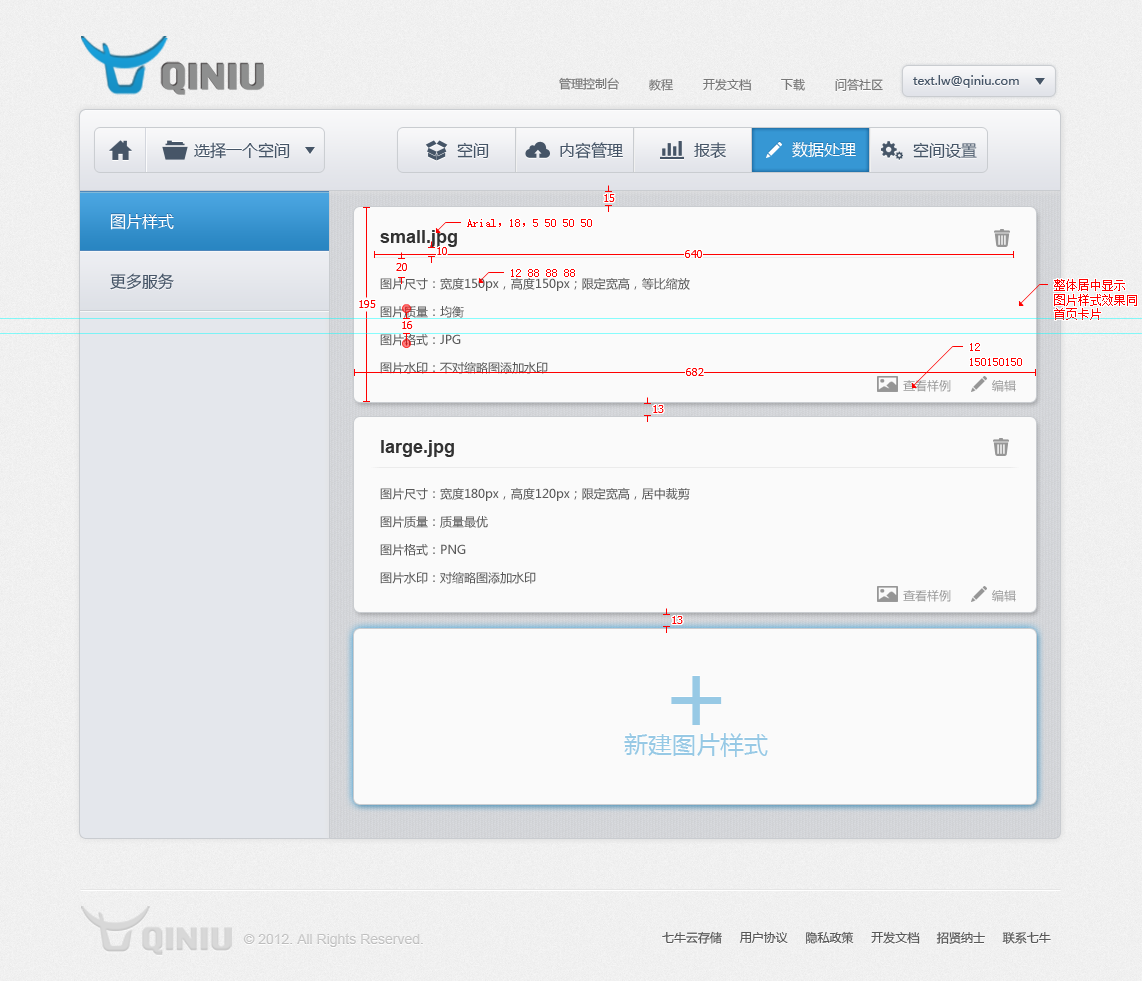 QINIU
管理控制台 教程 开发文档 下载 问答社区 text.lw@qiniu.com
选择一个空间 空间 内容管理 报表 数据处理 空间设置
15
图片样式
更多服务
Arial，18，5 50 50 50
small.jpg
10
640
20
12 88 88 88
图片尺寸：宽度150px，高度150px；限定宽高，等比缩放
195
图片质量：均衡
16
图片格式：JPG
图片水印：不对缩略图添加水印
682
12
150150150
查看样例 编辑
整体居中显示
图片样式效果同
首页卡片
13
large.jpg
图片尺寸：宽度180px，高度120px；限定宽高，居中裁剪
图片质量：质量最优
图片格式：PNG
图片水印：对缩略图添加水印
查看样例 编辑
13
新建图片样式
QINIU © 2012. All Rights Reserved.
七牛云存储 用户协议 隐私政策 开发文档 招贤纳士 联系七牛